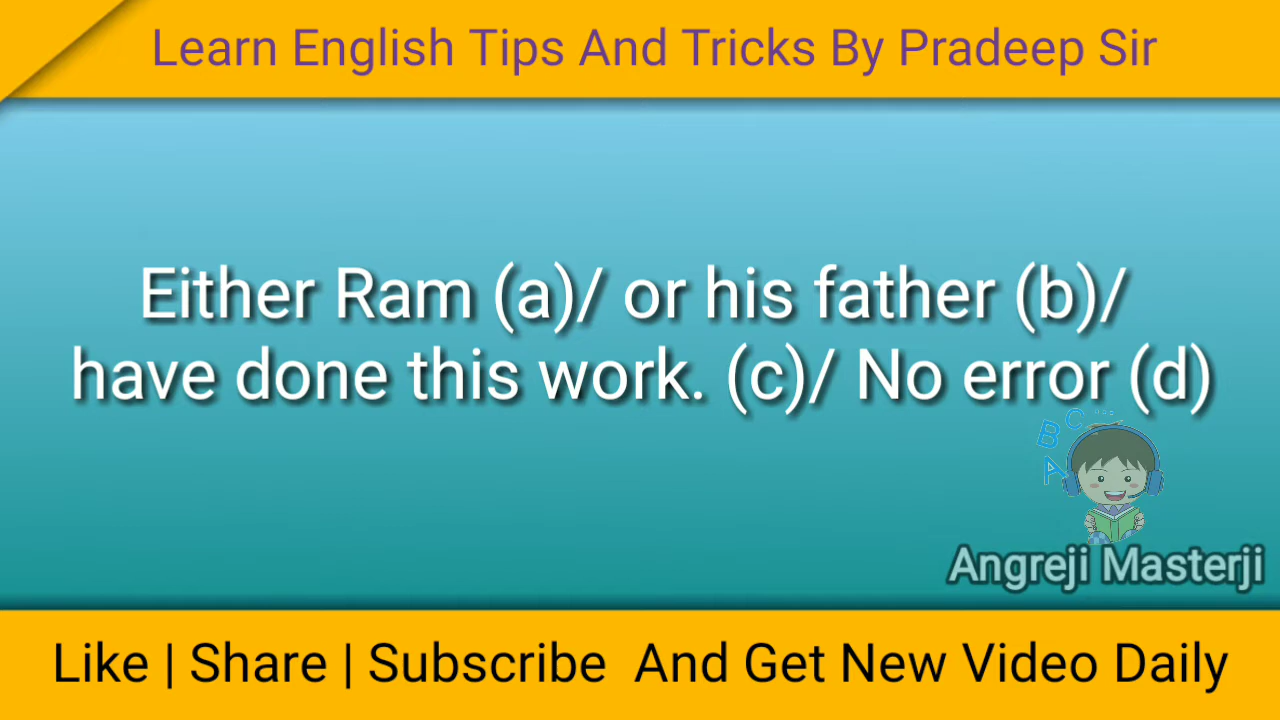 Learn English Tips And Tricks By Pradeep Sir
Either Ram (a)/ or his father (b)/
have done this work. (c)/ No error (d)
A B C ...
Angreji Masterji
Like | Share | Subscribe And Get New Video Daily